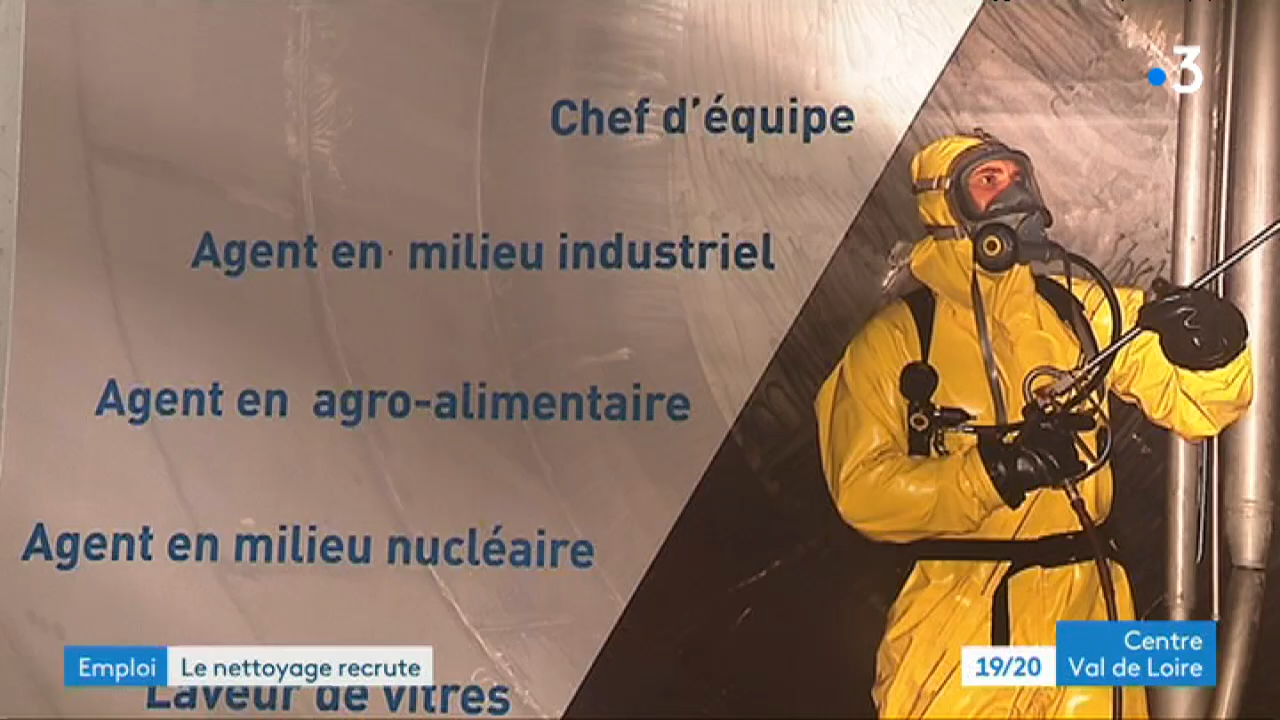 3
Chef d'équipe
Agent en milieu industriel
Agent en agro-alimentaire
Agent en milieu nucléaire
Emploi Le nettoyage recrute
19/20 Centre Val de Loire
Laveur de vitres